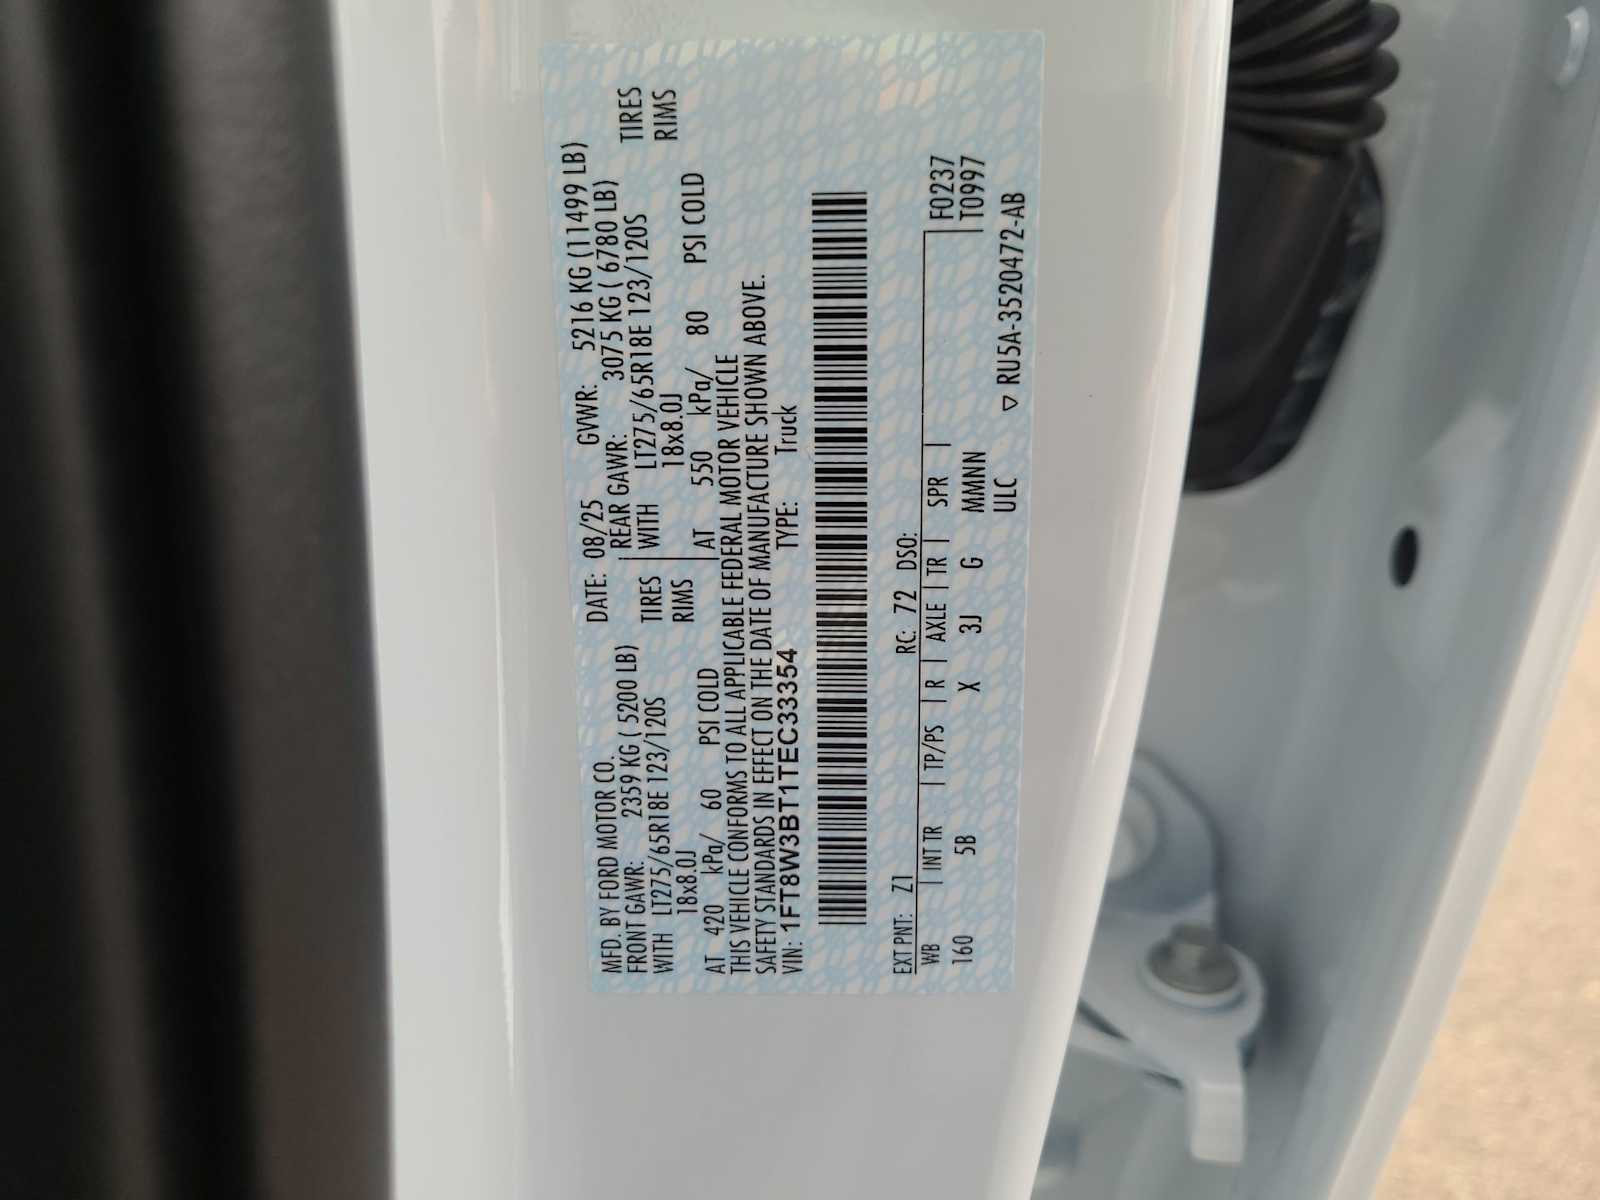 MFD. BY FORD MOTOR CO.
DATE: 08/25 GVWR: 5216 KG (11499 LB)
FRONT GAWR: 2359 KG ( 5200 LB) REAR GAWR: 3075 KG ( 6780 LB)
WITH LT275/65R18E 123/120S TIRES WITH LT275/65R18E 123/120S TIRES
18x8.0J RIMS 18x8.0J RIMS
AT 420 kPa/ 60 PSI COLD AT 550 kPa/ 80 PSI COLD
THIS VEHICLE CONFORMS TO ALL APPLICABLE FEDERAL MOTOR VEHICLE
SAFETY STANDARDS IN EFFECT ON THE DATE OF MANUFACTURE SHOWN ABOVE.
VIN: 1FT8W3BT1TEC33354 TYPE: Truck
EXT PNT: Z1 RC: 72 DSO: F0237
WB INT TR TP/PS R AXLE TR SPR T0997
160 5B X 3J G MMNN
ULC ▽ RU5A-3520472-AB